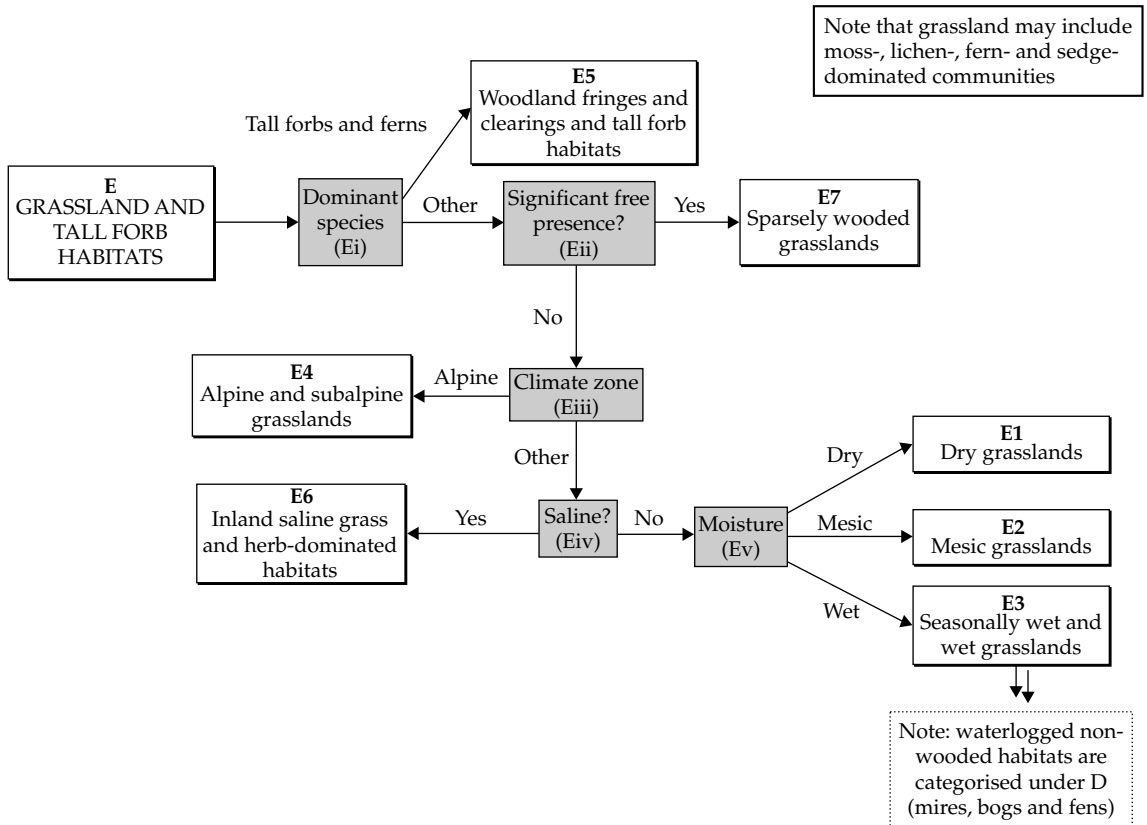 Note that grassland may include
moss-, lichen-, fern- and sedge-
dominated communities
E5
Woodland fringes and
clearings and tall forb
habitats
Tall forbs and ferns
E
GRASSLAND AND
TALL FORB
HABITATS
Dominant
species
(Ei)
Other
Significant free
presence?
(Eii)
Yes
E7
Sparsely wooded
grasslands
No
E4
Alpine and subalpine
grasslands
Alpine
Climate zone
(Eiii)
Other
E6
Inland saline grass
and herb-dominated
habitats
Yes
Saline?
(Eiv)
No
Moisture
(Ev)
Dry
E1
Dry grasslands
Mesic
E2
Mesic grasslands
Wet
E3
Seasonally wet and
wet grasslands
Note: waterlogged non-
wooded habitats are
categorised under D
(mires, bogs and fens)